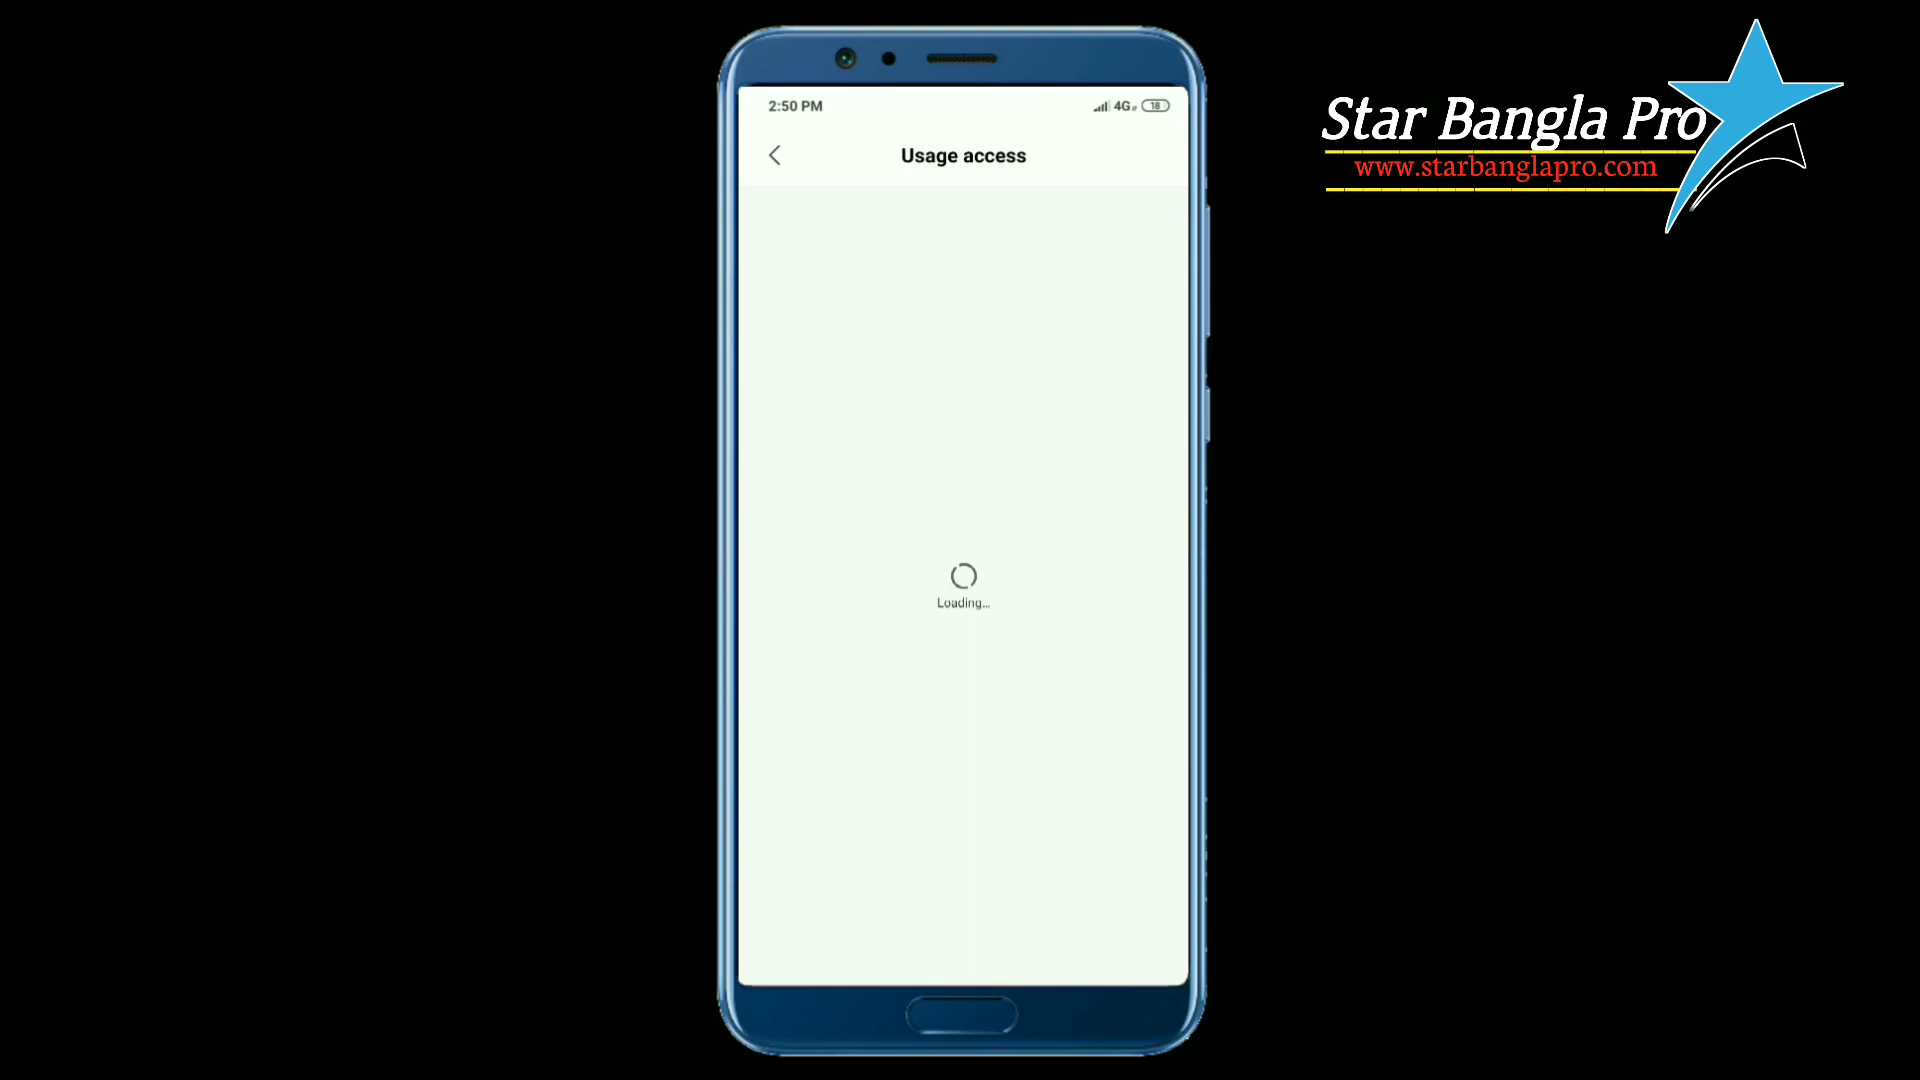 2:50 PM
4G
18
Usage access
Loading...
Star Bangla Pro
www.starbanglapro.com